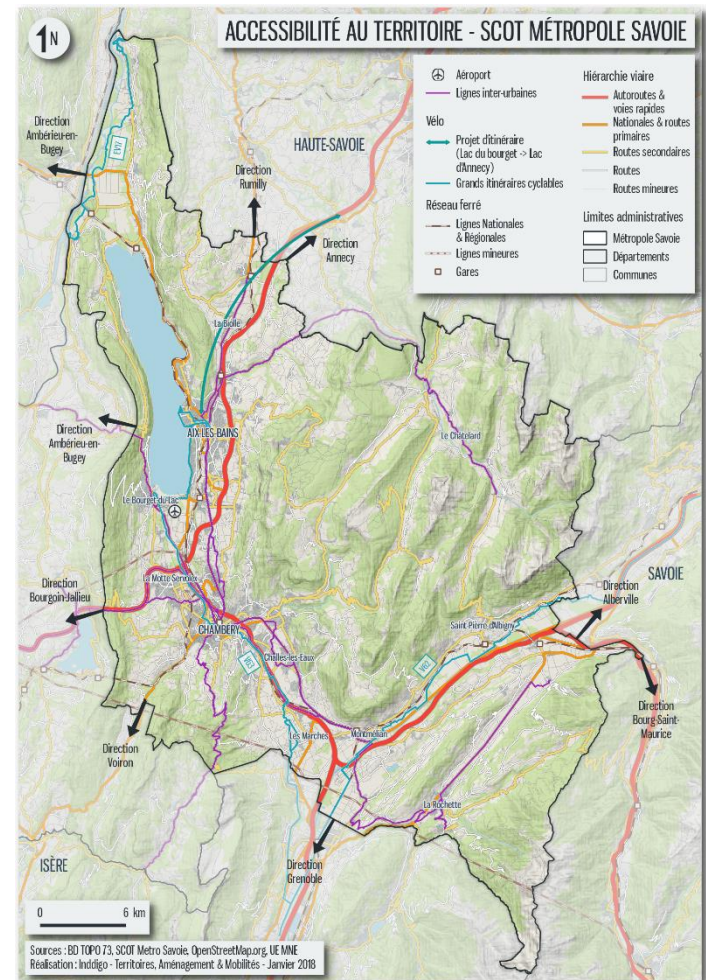 1N
ACCESSIBILITÉ AU TERRITOIRE - SCOT MÉTROPOLE SAVOIE
Aéroport
Lignes inter-urbaines
Vélo
Projet d'itinéraire
(Lac du bourget -> Lac
d'Annecy)
Grands itinéraires cyclables
Réseau ferré
Lignes Nationales
& Régionales
Lignes mineures
Gares
Hiérarchie viaire
Autoroutes &
voies rapides
Nationales & routes
primaires
Routes secondaires
Routes
Routes mineures
Limites administratives
Métropole Savoie
Départements
Communes
Direction
Ambérieu-en-
Bugey
EV17
HAUTE-SAVOIE
Direction
Rumilly
Direction
Annecy
La Biolle
Direction
Ambérieu-en-
Bugey
AIX-LES-BAINS
Le Chatelard
Le Bourget-du-Lac
Direction
Bourgoin-Jallieu
La Motte-Servolex
CHAMBÉRY
Challes-les-Eaux
V63
SAVOIE
Direction
Alberville
Saint Pierre d'Albigny
V62
Direction
Bourg-Saint-
Maurice
Direction
Voiron
Les Marches
Montmélian
La Rochette
Direction
Grenoble
ISÈRE
0 6 km
Sources : BD TOPO 73, SCOT Metro Savoie, OpenStreetMap.org, UE MNE
Réalisation : Inddigo - Territoires, Aménagement & Mobilités - Janvier 2018